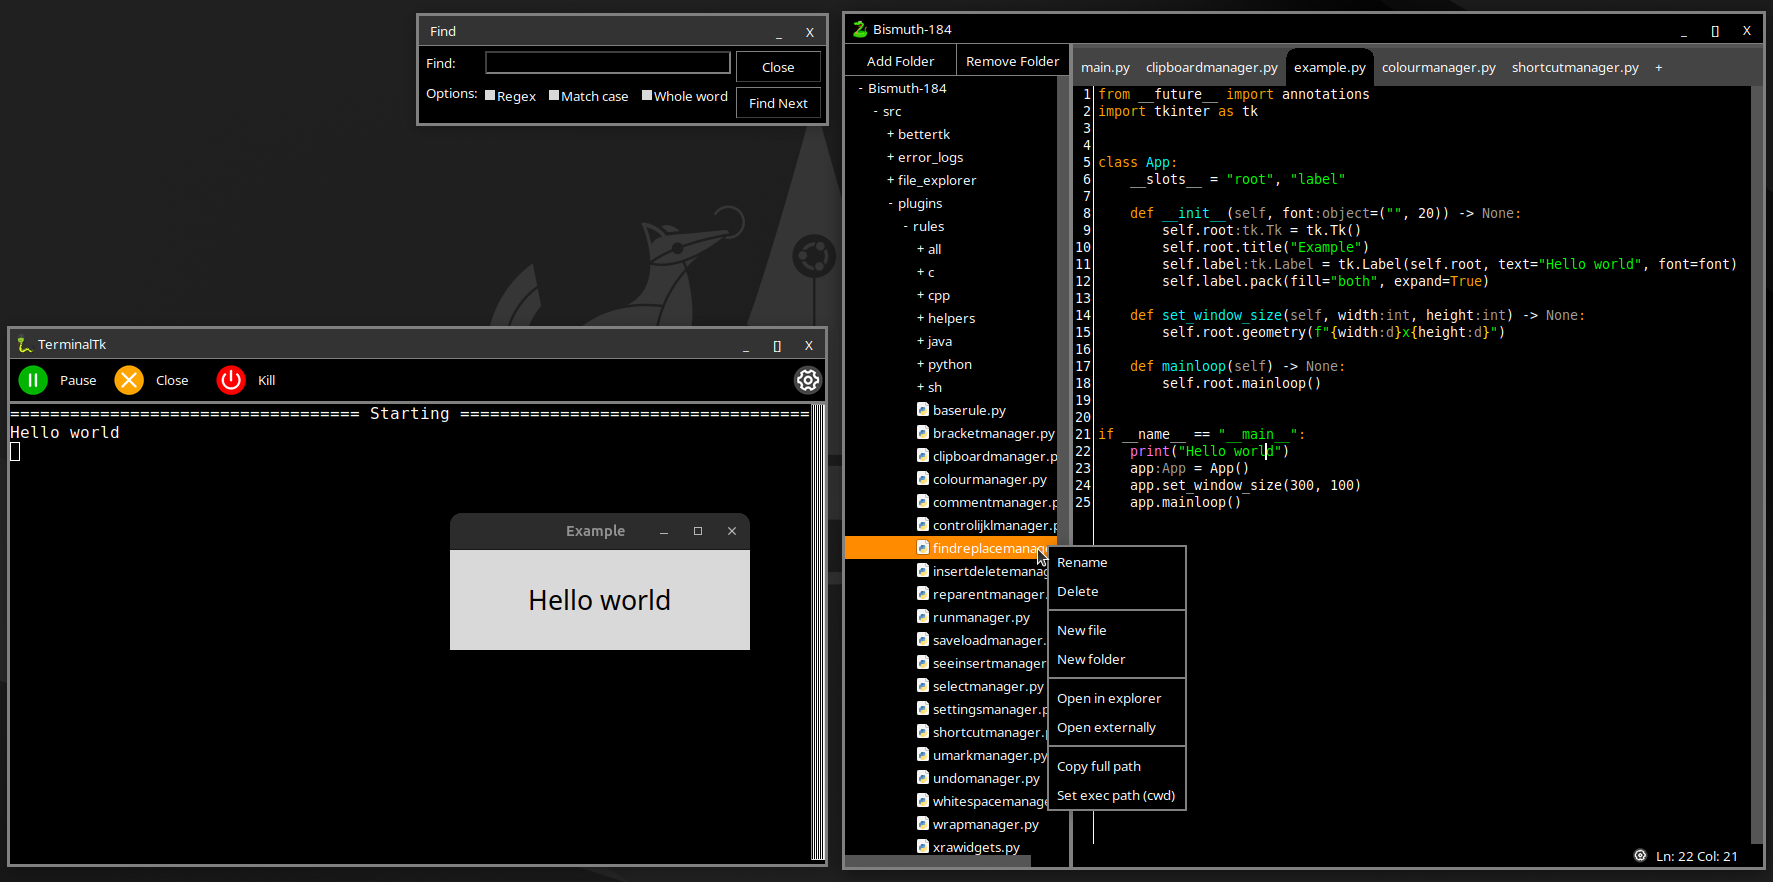 Find
_ X
Find:
Close
Options: Regex Match case Whole word
Find Next
TerminalTk
_ [] X
Pause Close Kill
=================================== Starting ===================================
Hello world
Example
Hello world
Bismuth-184
_ [] X
Add Folder Remove Folder
- Bismuth-184
- src
+ bettertk
+ error_logs
+ file_explorer
- plugins
- rules
+ all
+ c
+ cpp
+ helpers
+ java
+ python
+ sh
baserule.py
bracketmanager.py
clipboardmanager.p
colourmanager.py
commentmanager.p
controlijklmanager.p
findreplacemanag
insertdeletemanag
reparentmanager.
runmanager.py
saveloadmanager.
seeinsertmanager
selectmanager.py
settingsmanager.p
shortcutmanager.p
umarkmanager.py
undomanager.py
whitespacemanage
wrapmanager.py
xrawidgets.py
main.py clipboardmanager.py example.py colourmanager.py shortcutmanager.py +
1 from __future__ import annotations
2 import tkinter as tk
3
4
5 class App:
6     __slots__ = "root", "label"
7
8     def __init__(self, font:object=("", 20)) -> None:
9         self.root:tk.Tk = tk.Tk()
10         self.root.title("Example")
11         self.label:tk.Label = tk.Label(self.root, text="Hello world", font=font)
12         self.label.pack(fill="both", expand=True)
13
14     def set_window_size(self, width:int, height:int) -> None:
15         self.root.geometry(f"{width:d}x{height:d}")
16
17     def mainloop(self) -> None:
18         self.root.mainloop()
19
20
21 if __name__ == "__main__":
22     print("Hello world")
23     app:App = App()
24     app.set_window_size(300, 100)
25     app.mainloop()
Rename
Delete
New file
New folder
Open in explorer
Open externally
Copy full path
Set exec path (cwd)
Ln: 22 Col: 21